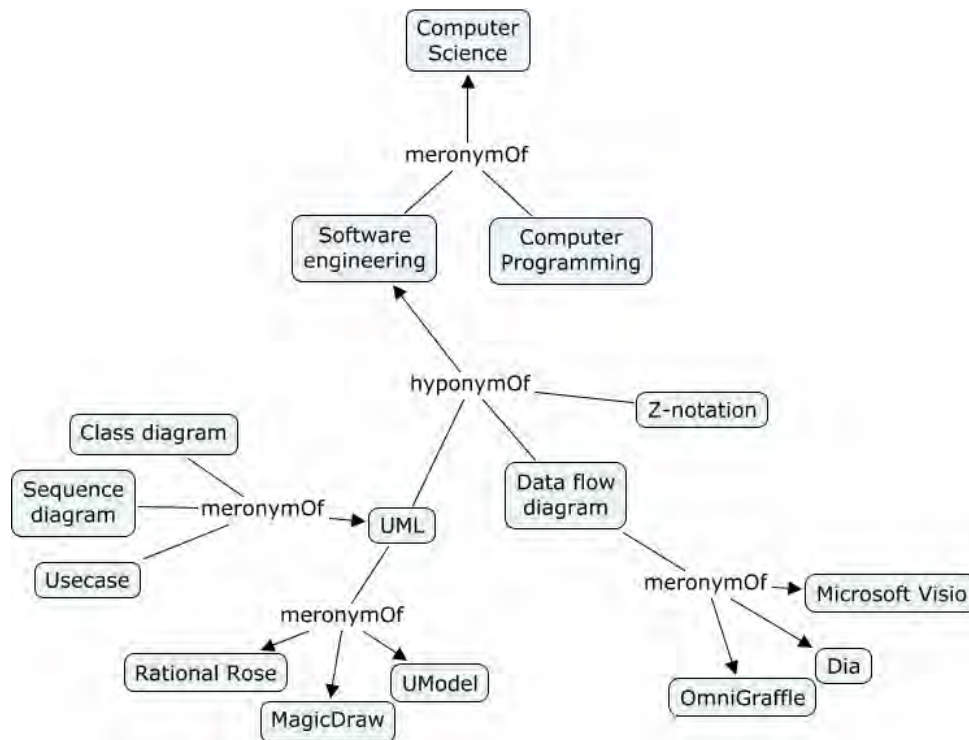 Computer
Science
meronymOf
Software
engineering
Computer
Programming
hyponymOf
Z-notation
Class diagram
Sequence
diagram
meronymOf
Usecase
UML
Data flow
diagram
meronymOf
Rational Rose
MagicDraw
UModel
meronymOf
Microsoft Visio
Dia
OmniGraffle